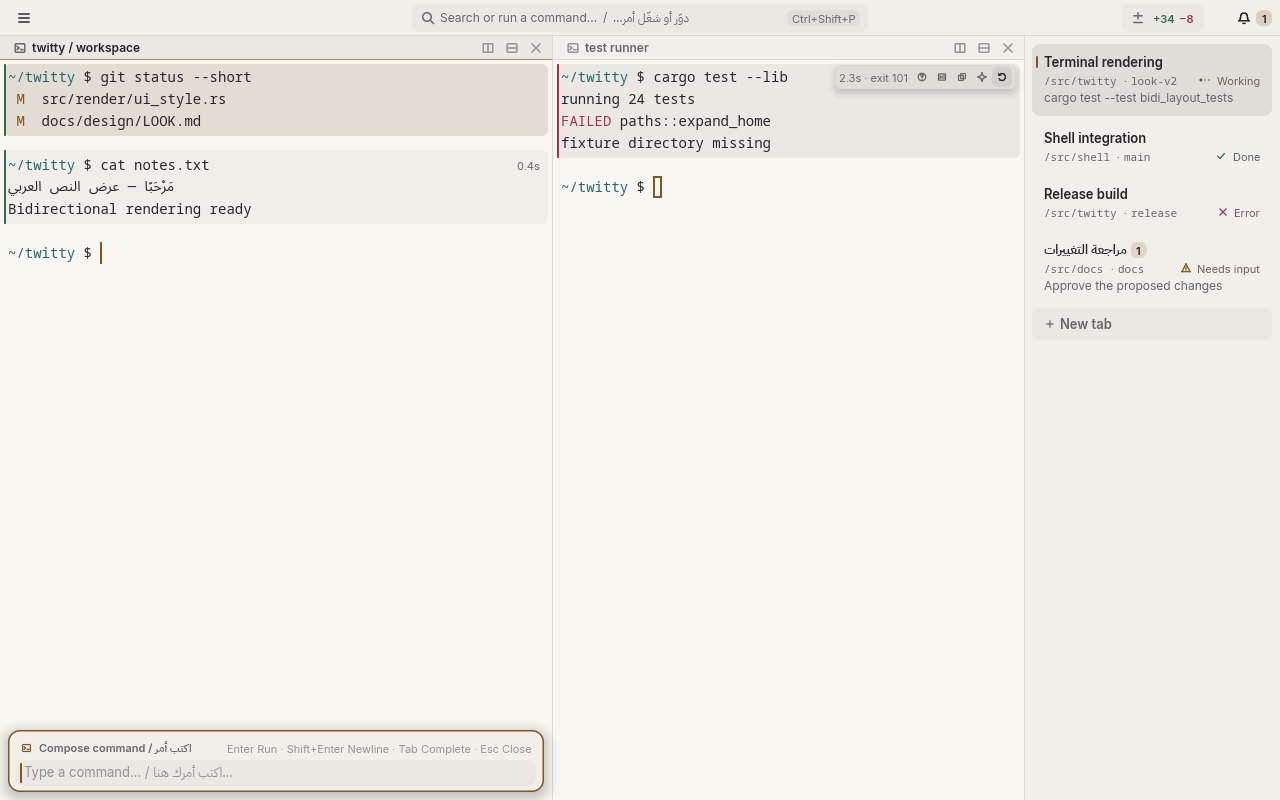 Search or run a command... / دوّر أو شغّل أمر...
Ctrl+Shift+P
+34 −8
1
twitty / workspace
~/twitty $ git status --short
M src/render/ui_style.rs
M docs/design/LOOK.md
~/twitty $ cat notes.txt
0.4s
مَرْحَبًا — عرض النص العربي
Bidirectional rendering ready
~/twitty $
Compose command / اكتب أمر
Enter Run · Shift+Enter Newline · Tab Complete · Esc Close
Type a command... / اكتب أمرك هنا...
test runner
~/twitty $ cargo test --lib
2.3s · exit 101
running 24 tests
FAILED paths::expand_home
fixture directory missing
~/twitty $
Terminal rendering
/src/twitty · look-v2
Working
cargo test --test bidi_layout_tests
Shell integration
/src/shell · main
Done
Release build
/src/twitty · release
Error
مراجعة التغييرات 1
/src/docs · docs
Needs input
Approve the proposed changes
+ New tab